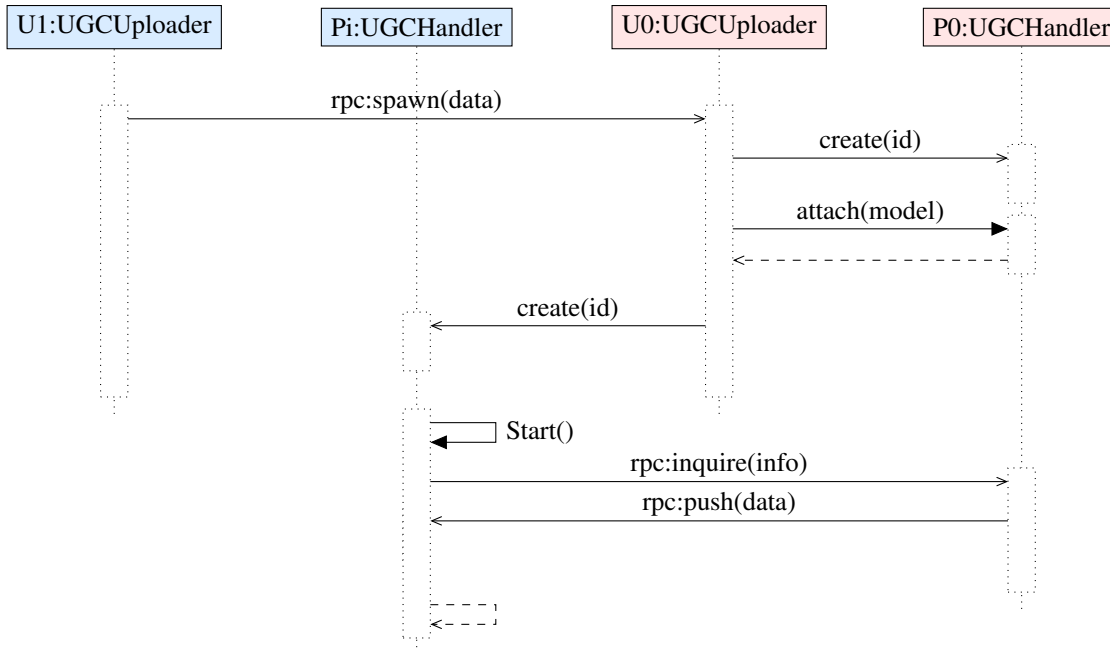 U1:UGCUploader
Pi:UGCHandler
U0:UGCUploader
P0:UGCHandler
rpc:spawn(data)
create(id)
attach(model)
create(id)
Start()
rpc:inquire(info)
rpc:push(data)